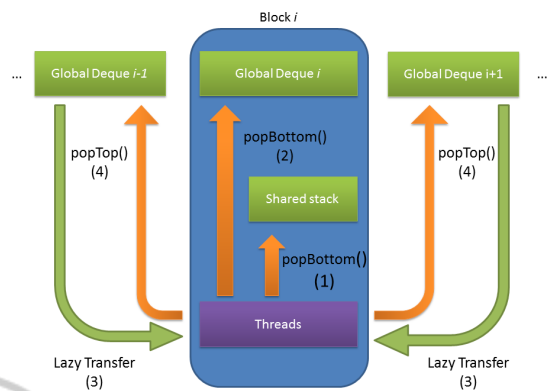 Block i
... Global Deque i-1 Global Deque i Global Deque i+1 ...
popBottom()
(2)
popTop()
(4)
popTop()
(4)
Shared stack
popBottom()
(1)
Threads
Lazy Transfer
(3)
Lazy Transfer
(3)